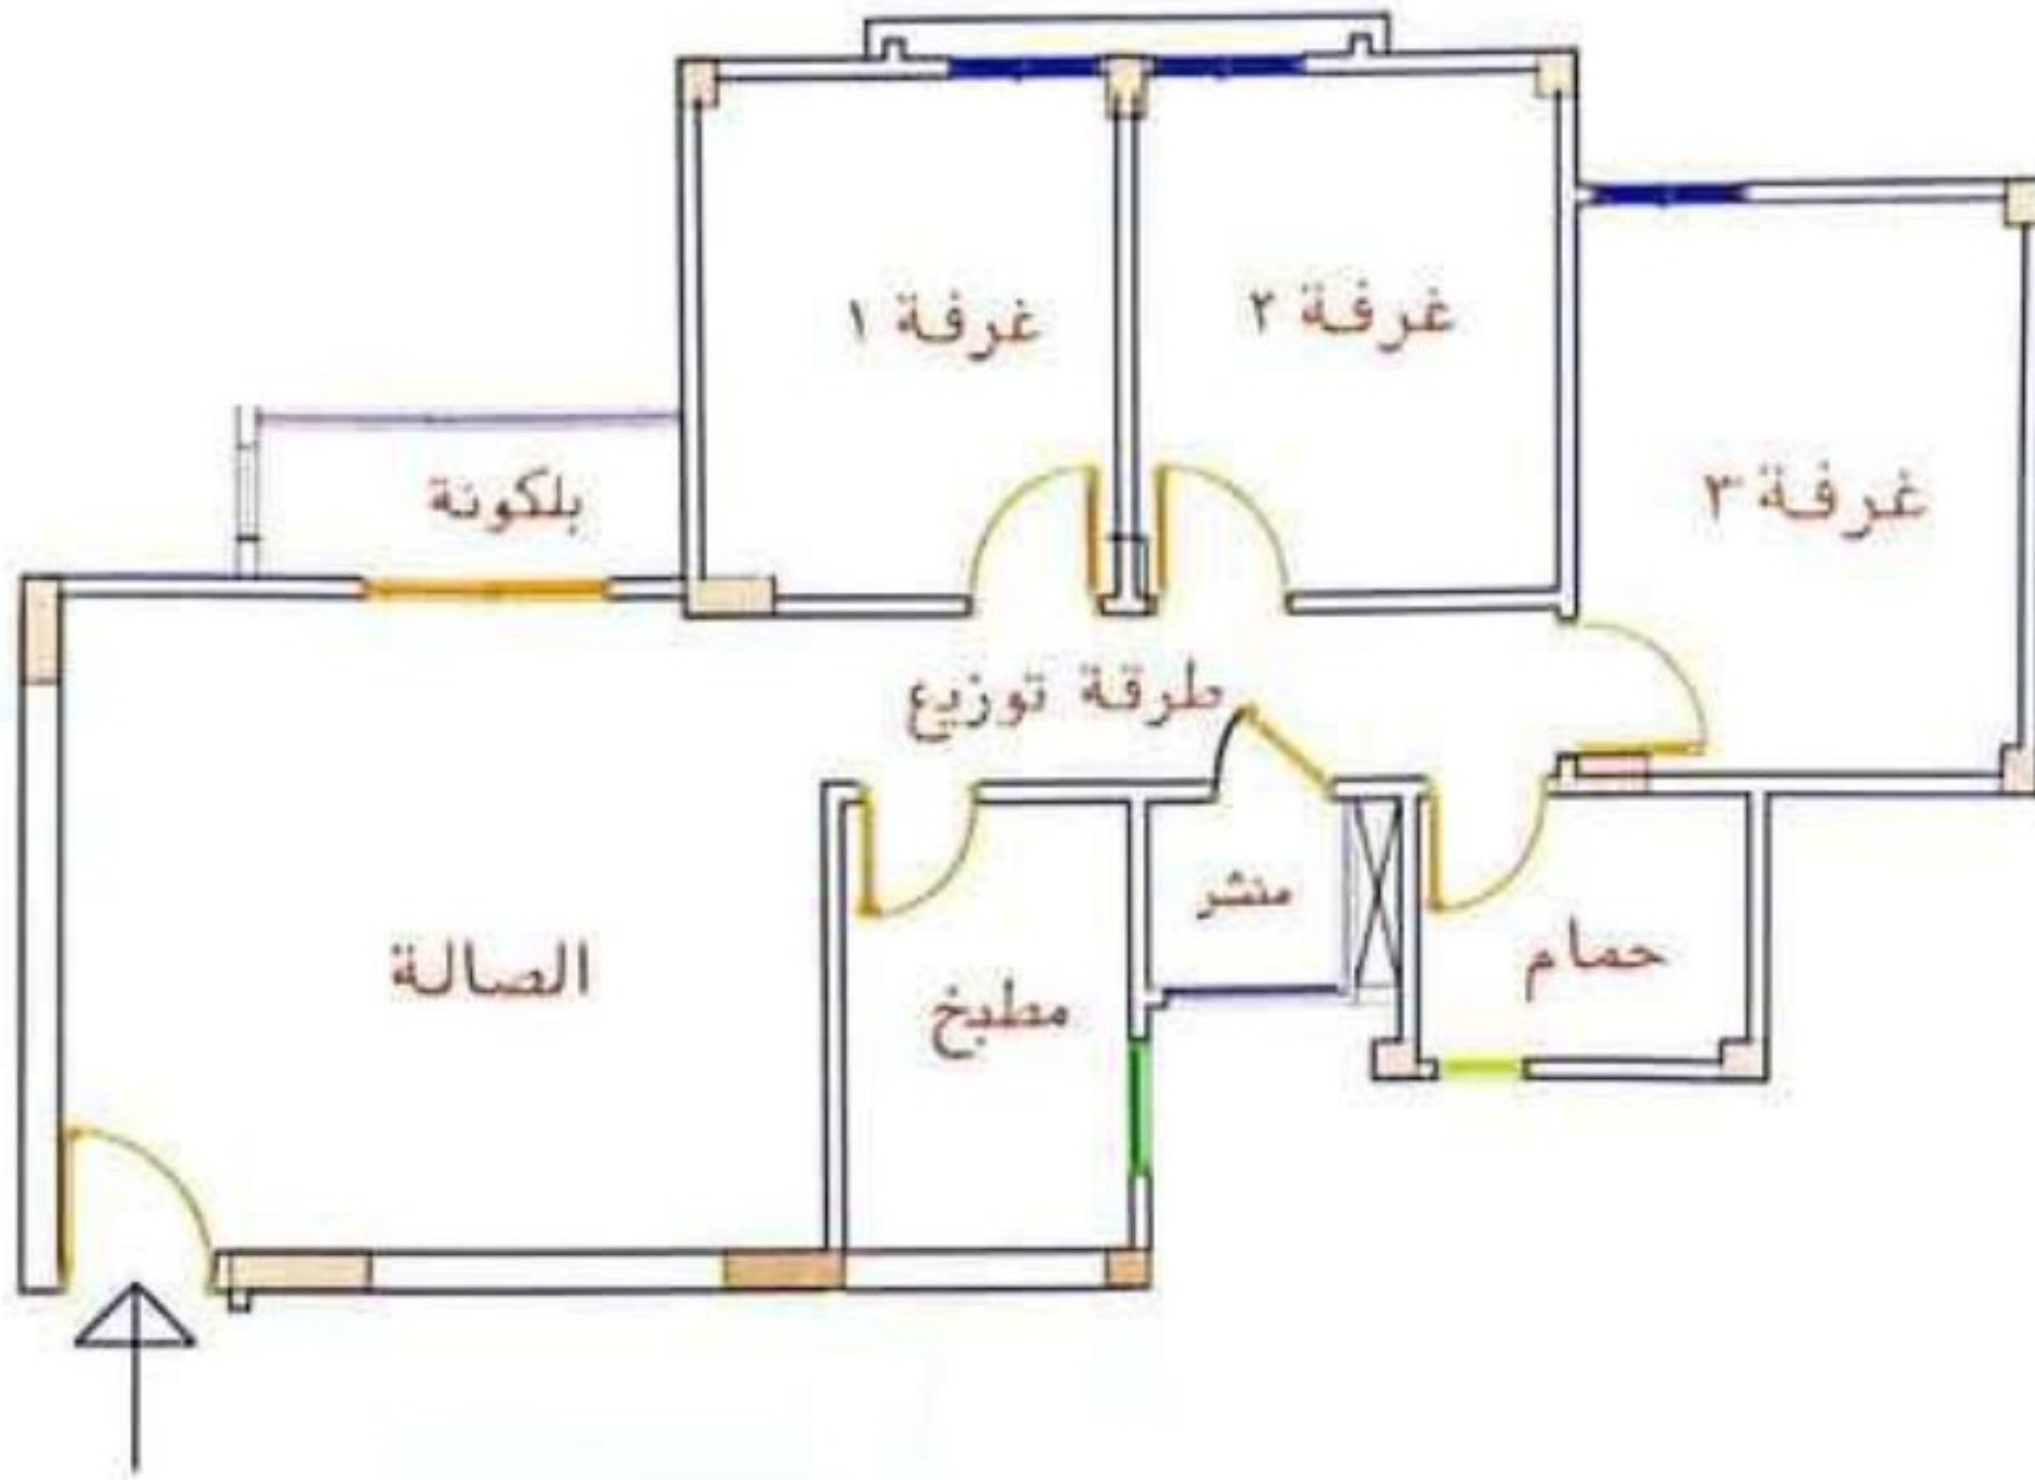 غرفة ١
غرفة ٢
غرفة ٣
بلكونة
طرقة توزيع
منشر
حمام
الصالة
مطبخ